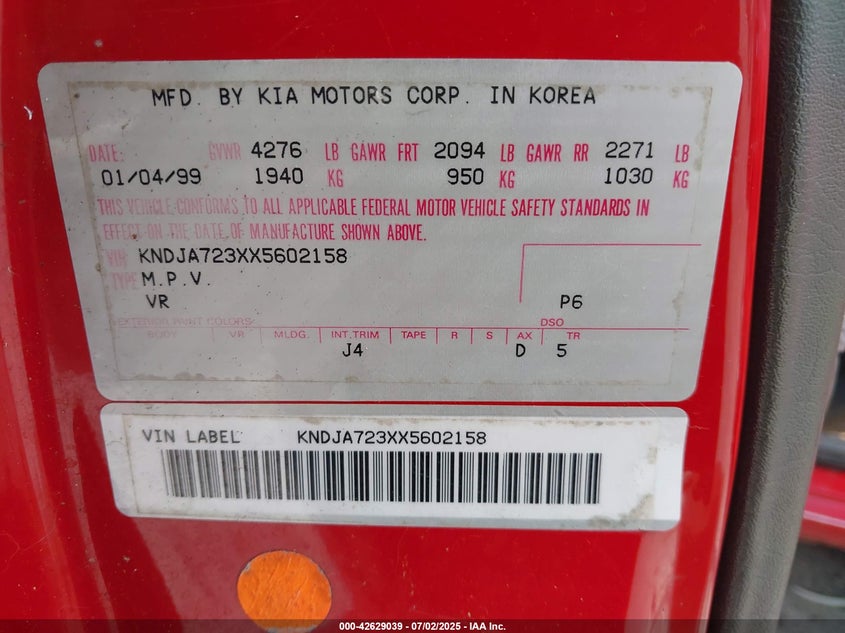 MFD. BY KIA MOTORS CORP. IN KOREA
DATE: GVWR 4276 LB GAWR FRT 2094 LB GAWR RR 2271 LB
01/04/99 1940 KG 950 KG 1030 KG
THIS VEHICLE CONFORMS TO ALL APPLICABLE FEDERAL MOTOR VEHICLE SAFETY STANDARDS IN
EFFECT ON THE DATE OF MANUFACTURE SHOWN ABOVE.
VIN: KNDJA723XX5602158
TYPE M.P.V.
VR P6
EXTERIOR PAINT COLORS DSO
BODY VR MLDG. INT.TRIM TAPE R S AX TR
J4 D 5
VIN LABEL KNDJA723XX5602158
000-42629039 - 07/02/2025 - IAA Inc.